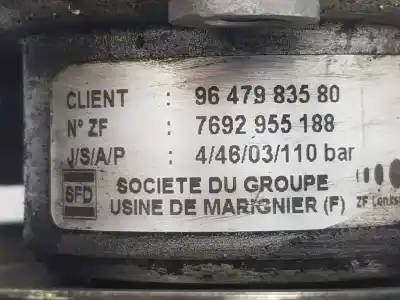 CLIENT : 96 479 835 80
N° ZF : 7692 955 188
J/S/A/P : 4/46/03/110 bar
SFD SOCIETE DU GROUPE
USINE DE MARIGNIER (F)
ZF Lenks